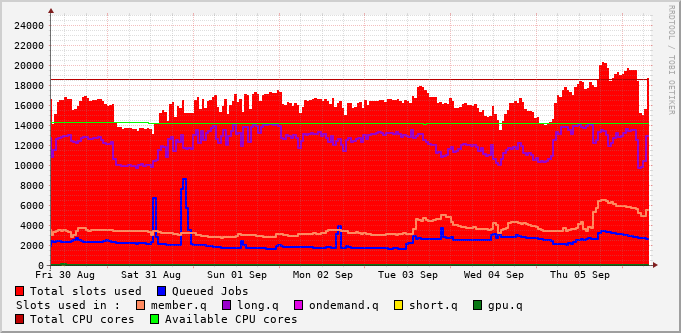 RRDTOOL / TOBI OETIKER
24000
22000
20000
18000
16000
14000
12000
10000
8000
6000
4000
2000
0
Fri 30 Aug Sat 31 Aug Sun 01 Sep Mon 02 Sep Tue 03 Sep Wed 04 Sep Thu 05 Sep
Total slots used Queued Jobs
Slots used in : member.q long.q ondemand.q short.q gpu.q
Total CPU cores Available CPU cores